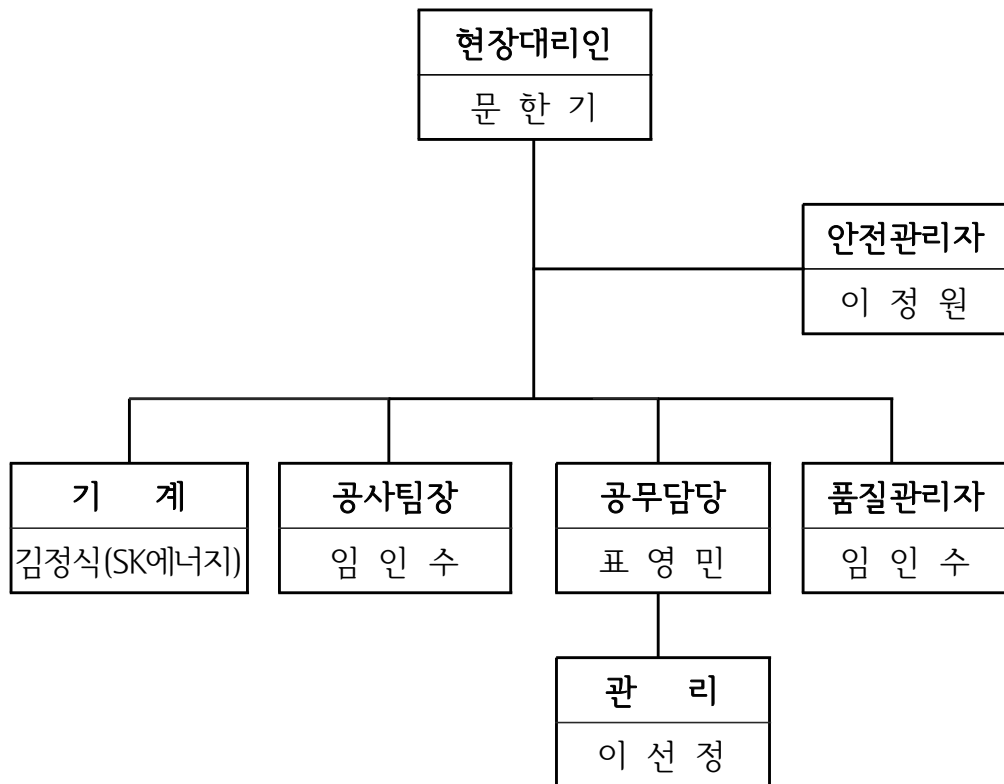 현장대리인
문 한 기
안전관리자
이 정 원
기 계
김정식(SK에너지)
공사팀장
임 인 수
공무담당
표 영 민
품질관리자
임 인 수
관 리
이 선 정